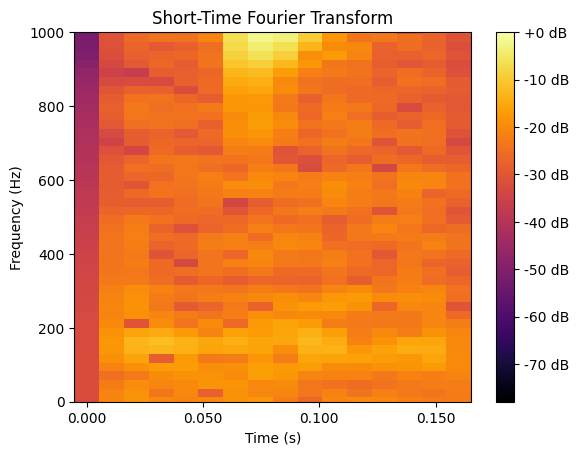 Short-Time Fourier Transform
1000
800
600
400
200
0
Frequency (Hz)
0.000
0.050
0.100
0.150
Time (s)
+0 dB
-10 dB
-20 dB
-30 dB
-40 dB
-50 dB
-60 dB
-70 dB